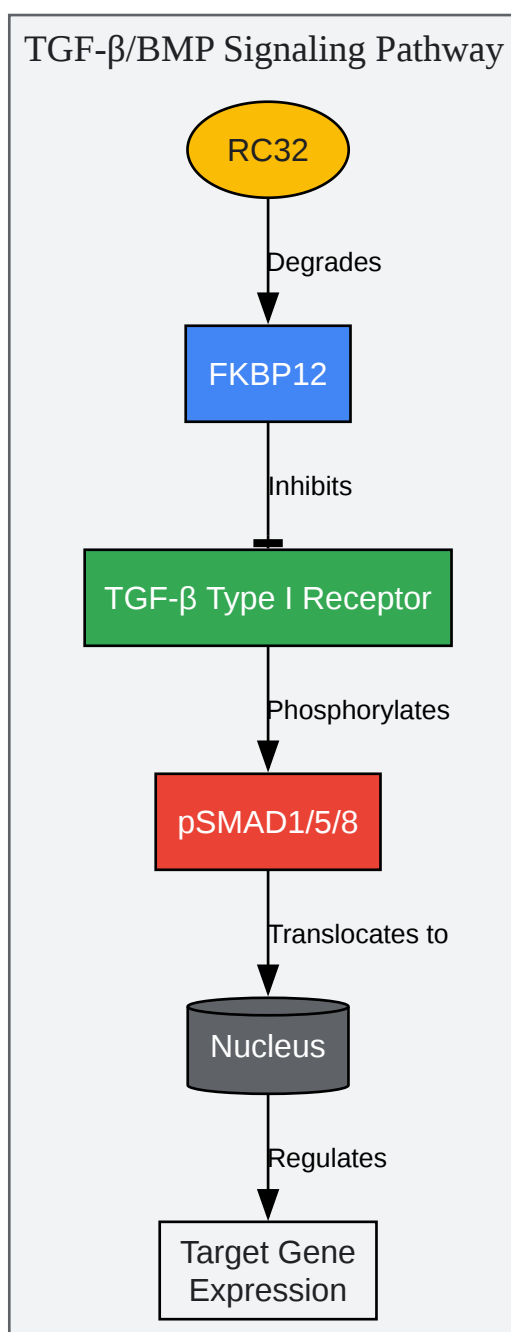 TGF-β/BMP Signaling Pathway
RC32
Degrades
FKBP12
Inhibits
TGF-β Type I Receptor
Phosphorylates
pSMAD1/5/8
Translocates to
Nucleus
Regulates
Target Gene
Expression